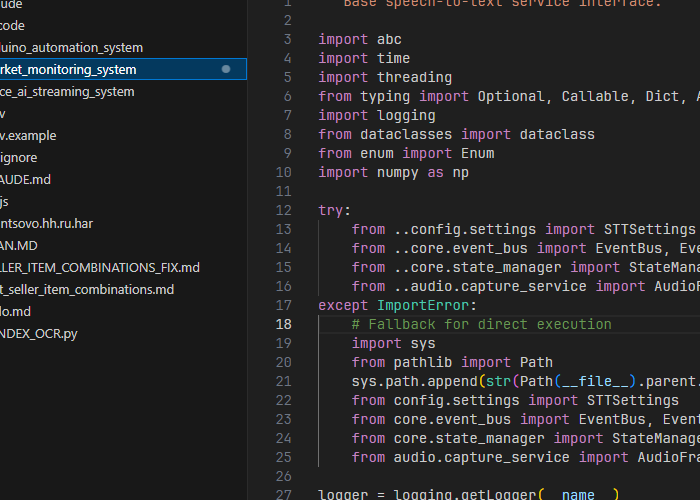 ude
code
uino_automation_system
rket_monitoring_system
ce_ai_streaming_system
v
v.example
ignore
AUDE.md
js
ntsovo.hh.ru.har
AN.MD
LLER_ITEM_COMBINATIONS_FIX.md
t_seller_item_combinations.md
do.md
NDEX_OCR.py
1 Base speech-to-text service interface.
2
3 import abc
4 import time
5 import threading
6 from typing import Optional, Callable, Dict, A
7 import logging
8 from dataclasses import dataclass
9 from enum import Enum
10 import numpy as np
11
12 try:
13 from ..config.settings import STTSettings
14 from ..core.event_bus import EventBus, Eve
15 from ..core.state_manager import StateMana
16 from ..audio.capture_service import AudioF
17 except ImportError:
18 # Fallback for direct execution
19 import sys
20 from pathlib import Path
21 sys.path.append(str(Path(__file__).parent.
22 from config.settings import STTSettings
23 from core.event_bus import EventBus, Event
24 from core.state_manager import StateManage
25 from audio.capture_service import AudioFra
26
27 logger = logging.getLogger(__name__)